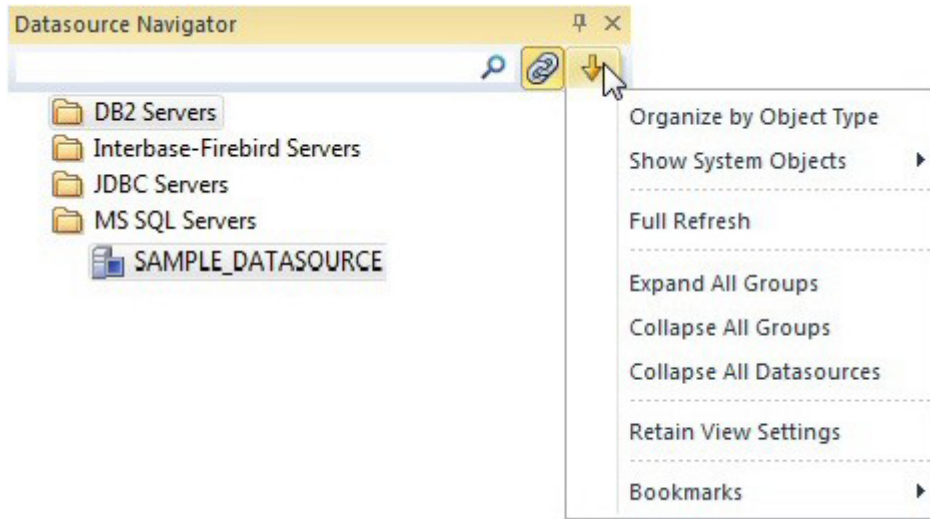 Datasource Navigator
DB2 Servers
Interbase-Firebird Servers
JDBC Servers
MS SQL Servers
SAMPLE_DATASOURCE
Organize by Object Type
Show System Objects
Full Refresh
Expand All Groups
Collapse All Groups
Collapse All Datasources
Retain View Settings
Bookmarks